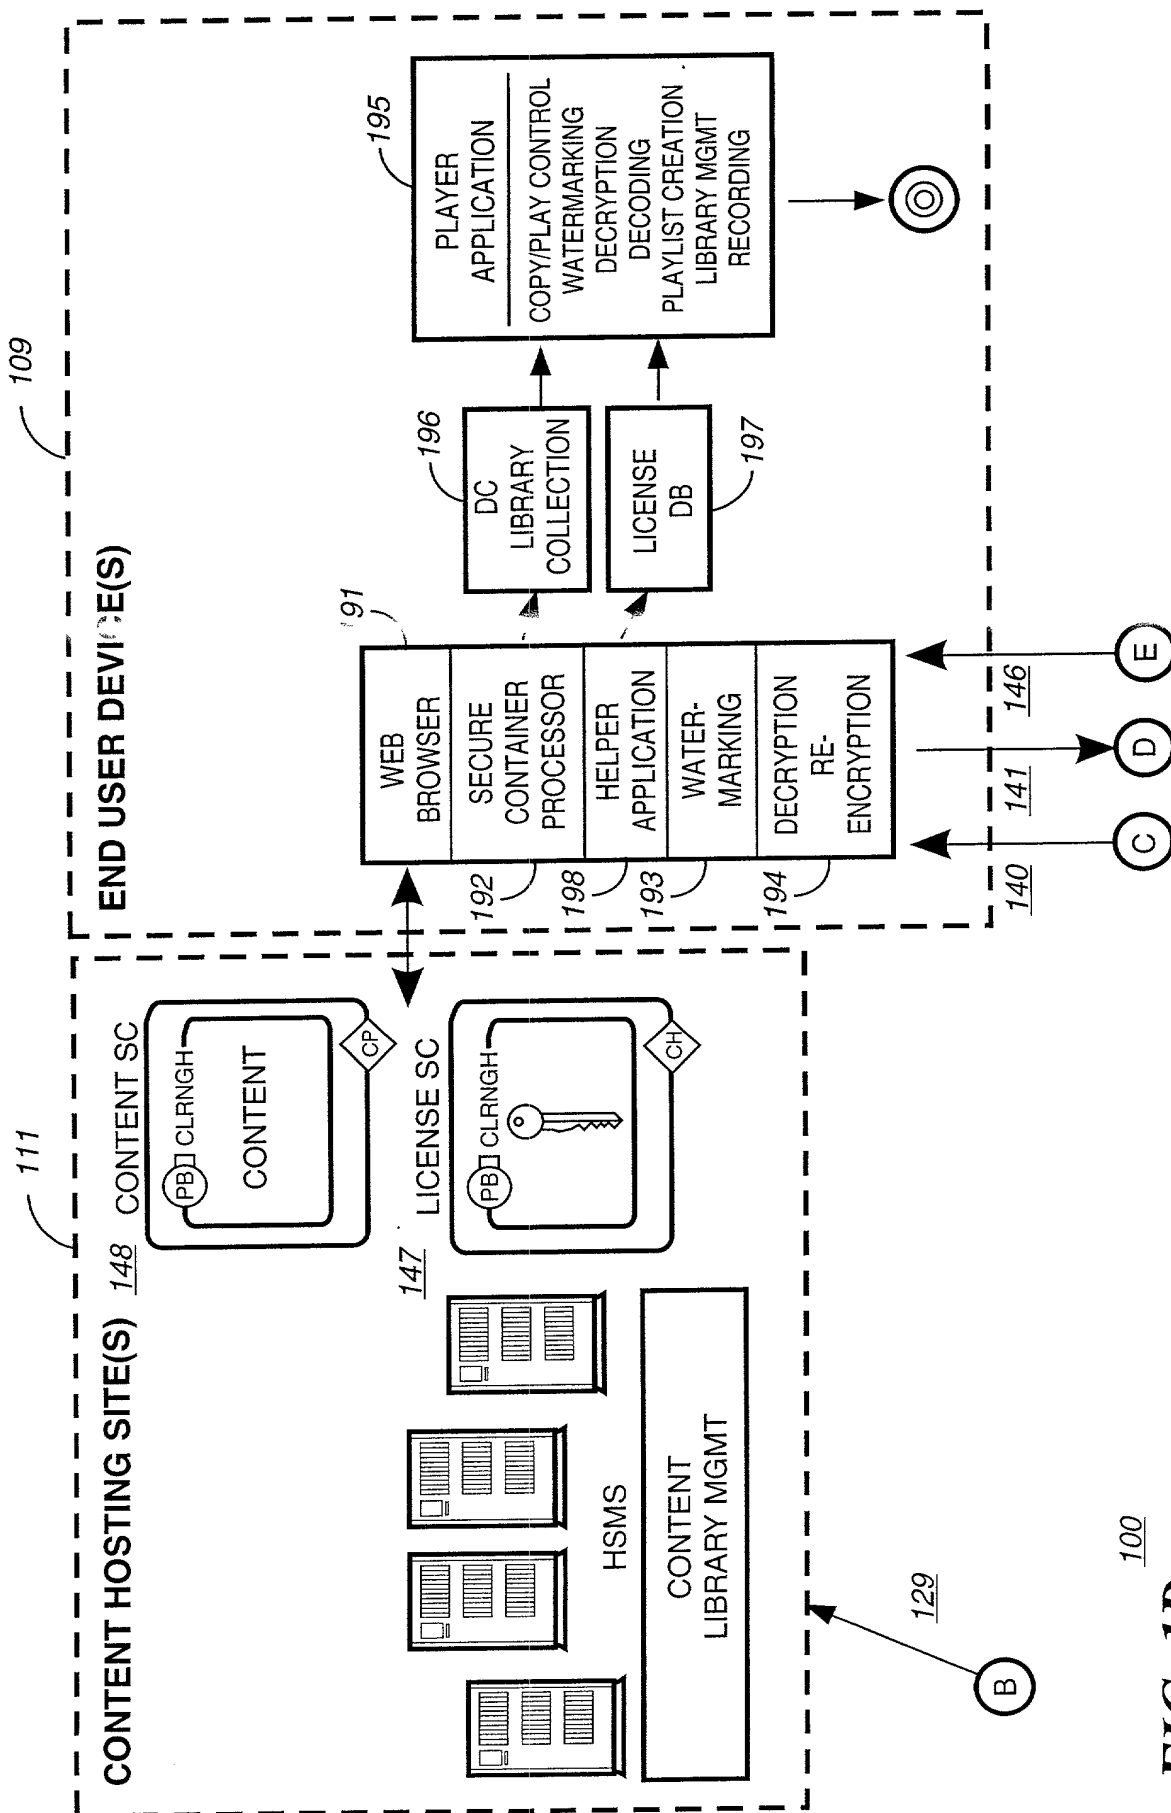 CONTENT HOSTING SITE(S)
111
148
CONTENT SC
PB CLRNGH
CONTENT
CP
147
LICENSE SC
PB CLRNGH
CH
HSMS
CONTENT
LIBRARY MGMT
B
129
END USER DEVICE(S)
109
WEB
BROWSER
191
SECURE
CONTAINER
PROCESSOR
192
HELPER
APPLICATION
198
WATER-
MARKING
193
DECRYPTION
RE-
ENCRYPTION
194
DC
LIBRARY
COLLECTION
196
LICENSE
DB
197
PLAYER
APPLICATION
195
COPY/PLAY CONTROL
WATERMARKING
DECRYPTION
DECODING
PLAYLIST CREATION
LIBRARY MGMT
RECORDING
140
141
146
C
D
E
100